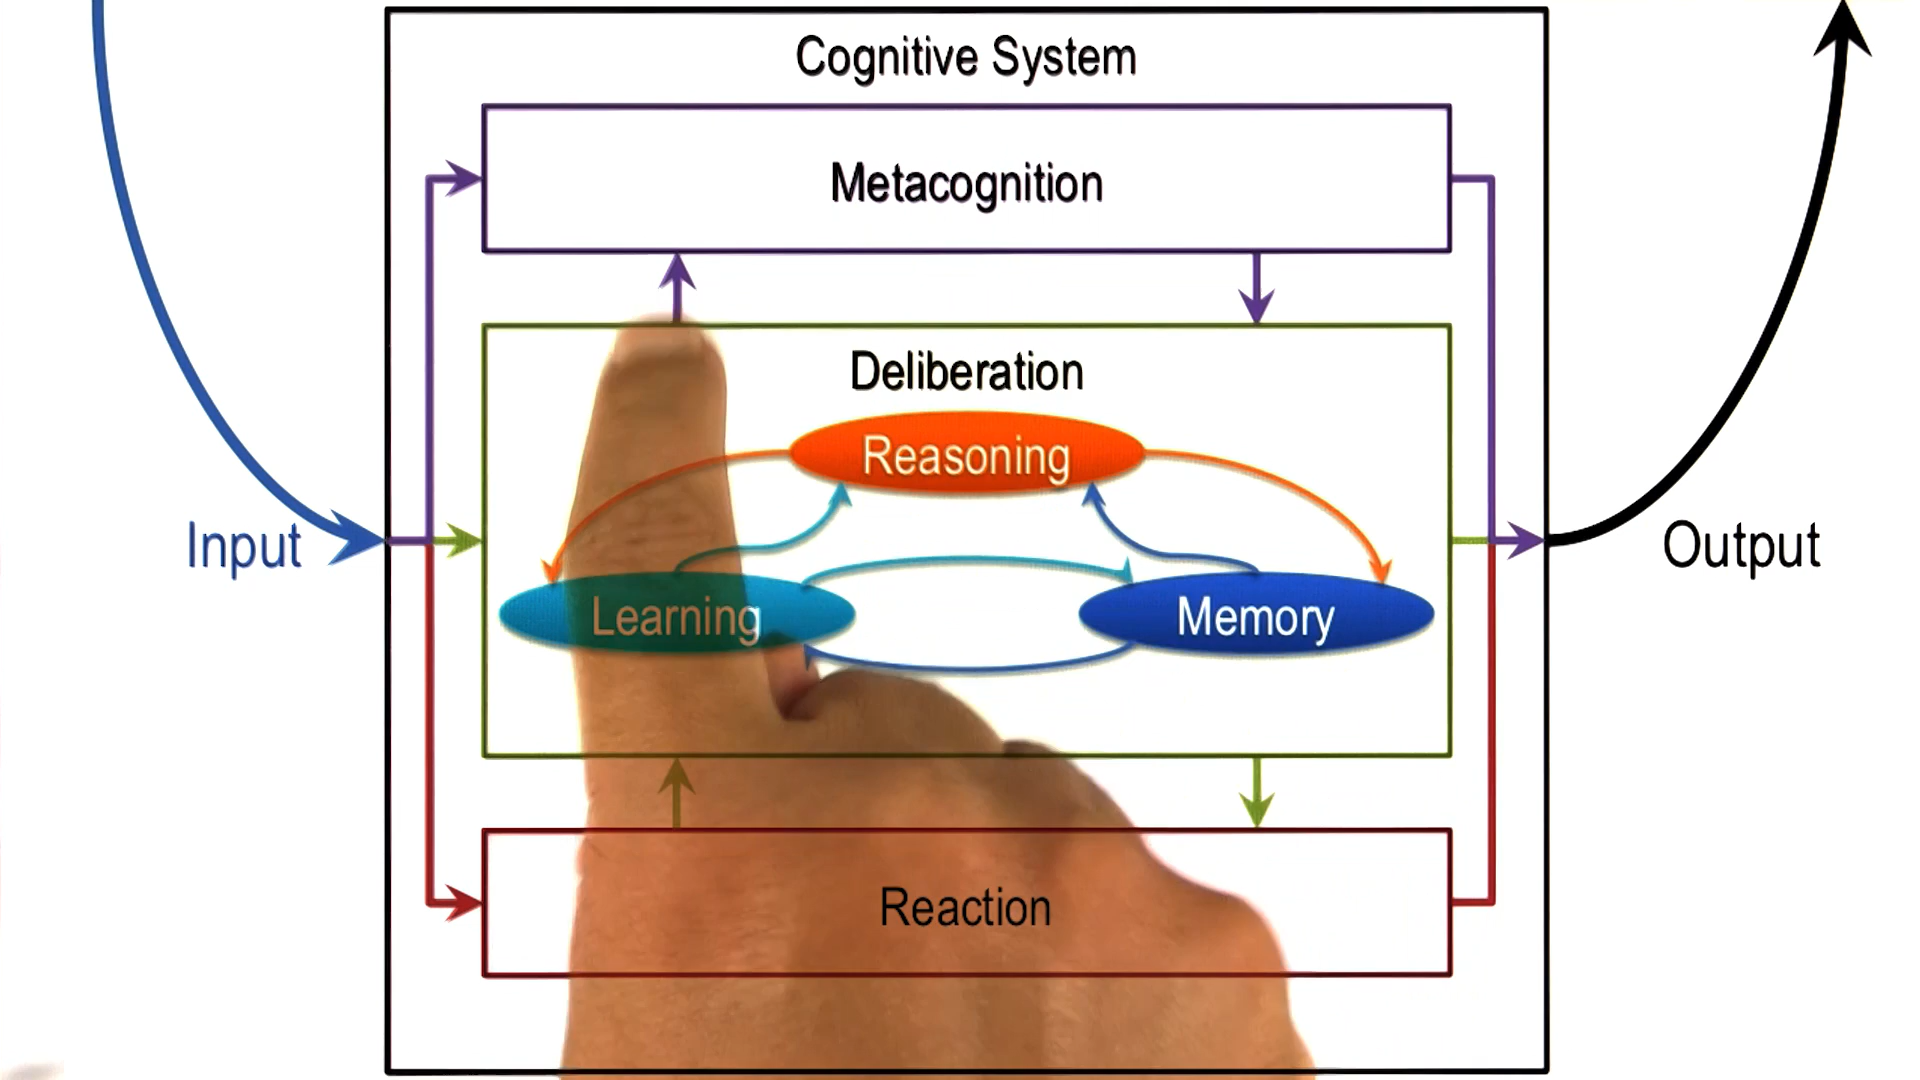 Cognitive System
Metacognition
Deliberation
Reasoning
Input
Output
Learning
Memory
Reaction